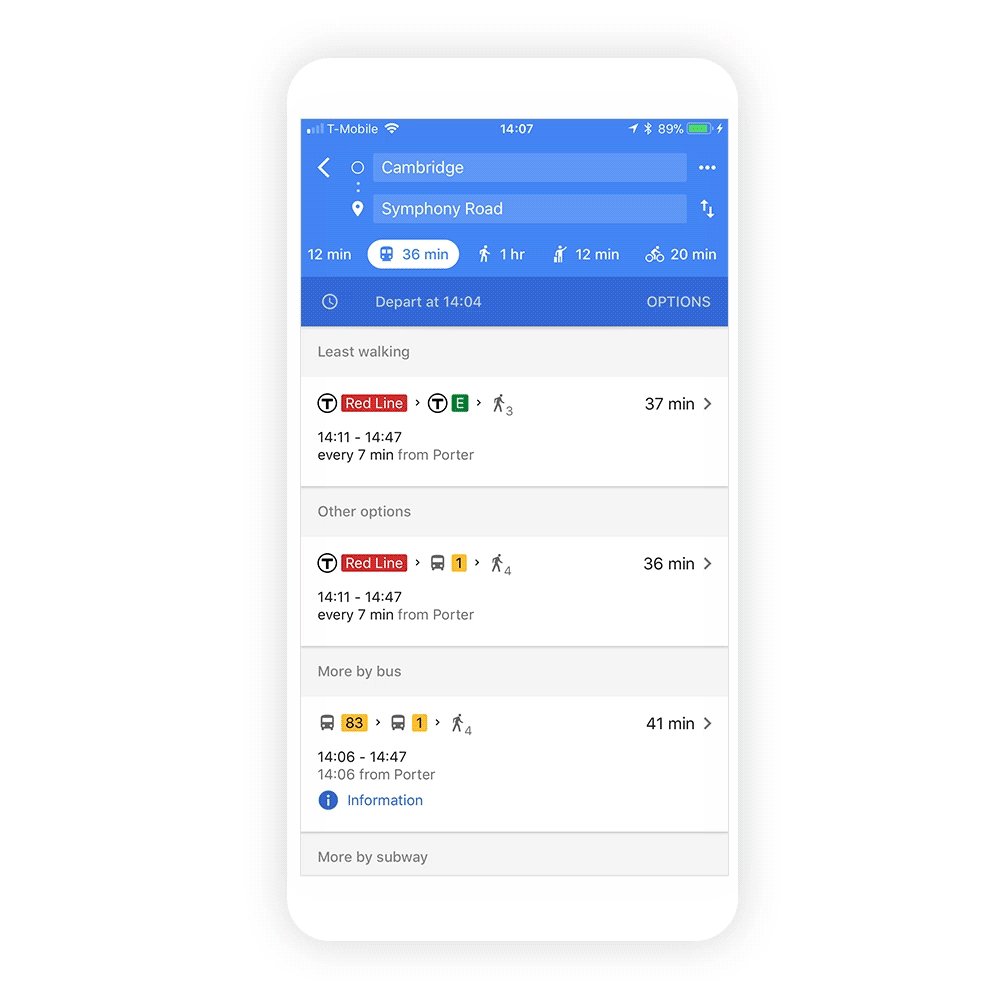 T-Mobile 14:07 89%
Cambridge
Symphony Road
12 min 36 min 1 hr 12 min 20 min
Depart at 14:04 OPTIONS
Least walking
T Red Line > T E > 3 37 min >
14:11 - 14:47
every 7 min from Porter
Other options
T Red Line > 1 > 4 36 min >
14:11 - 14:47
every 7 min from Porter
More by bus
83 > 1 > 4 41 min >
14:06 - 14:47
14:06 from Porter
i Information
More by subway